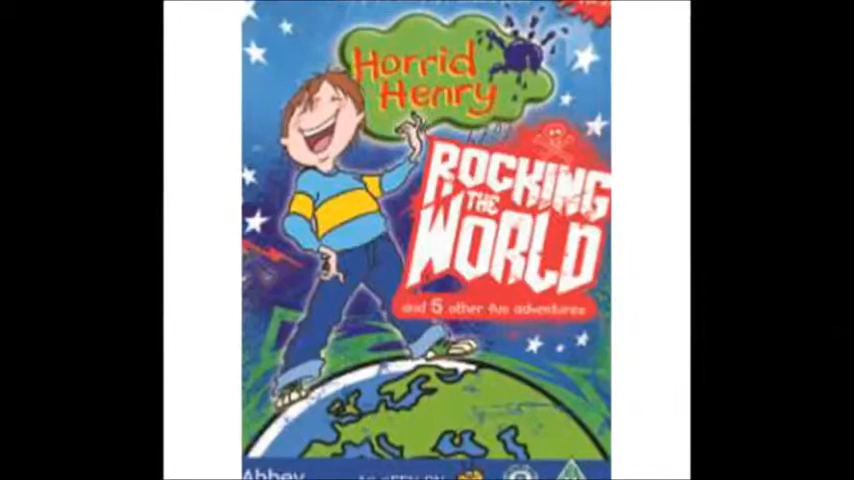 Horrid
Henry
ROCKING
THE
WORLD
and 5 other fun adventures
Abbey